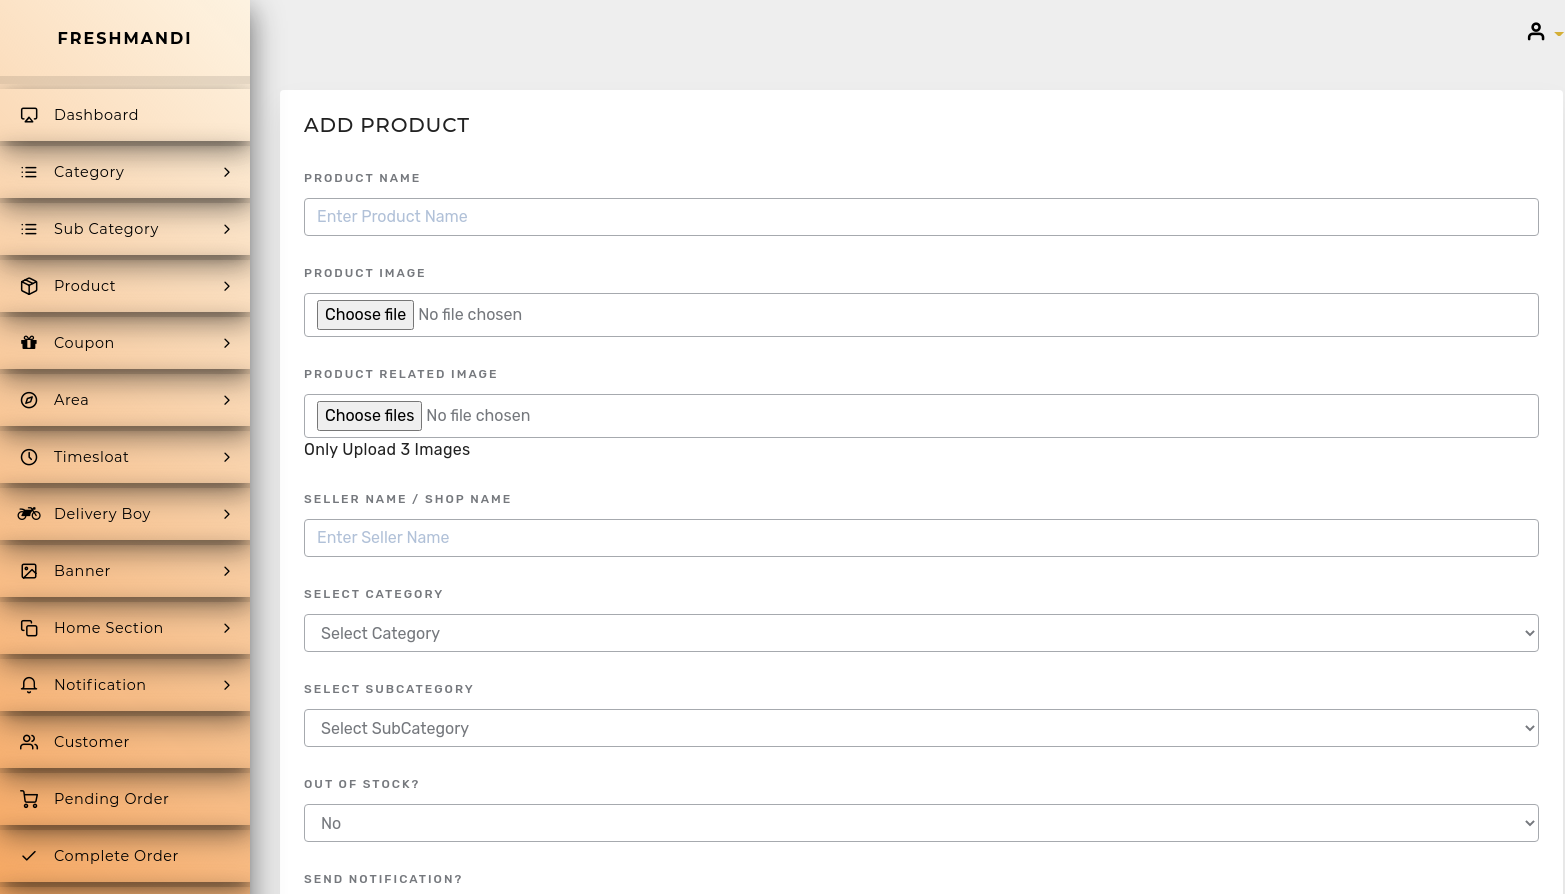 FRESHMANDI
Dashboard
Category
Sub Category
Product
Coupon
Area
Timesloat
Delivery Boy
Banner
Home Section
Notification
Customer
Pending Order
Complete Order
ADD PRODUCT
PRODUCT NAME
Enter Product Name
PRODUCT IMAGE
Choose file No file chosen
PRODUCT RELATED IMAGE
Choose files No file chosen
Only Upload 3 Images
SELLER NAME / SHOP NAME
Enter Seller Name
SELECT CATEGORY
Select Category
SELECT SUBCATEGORY
Select SubCategory
OUT OF STOCK?
No
SEND NOTIFICATION?